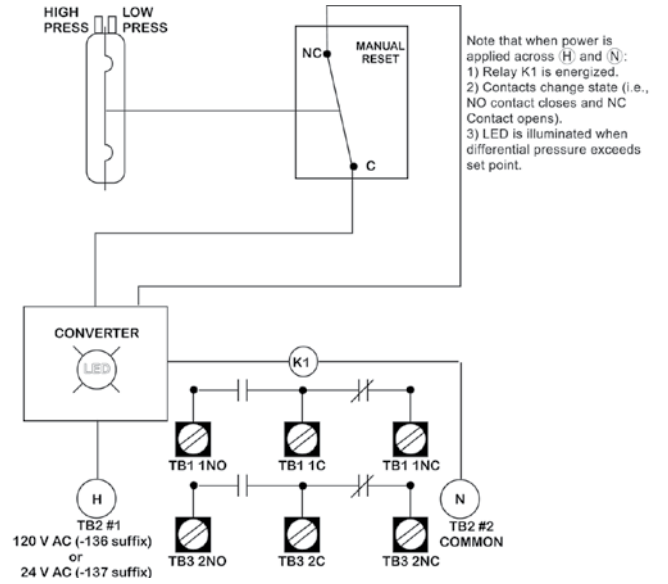 HIGH PRESS
LOW PRESS
NC
MANUAL RESET
C
Note that when power is
applied across H and N:
1) Relay K1 is energized.
2) Contacts change state (i.e.,
NO contact closes and NC
Contact opens).
3) LED is illuminated when
differential pressure exceeds
set point.
CONVERTER
LED
K1
TB1 1NO
TB1 1C
TB1 1NC
H
N
TB2 #1
120 V AC (-136 suffix)
or
24 V AC (-137 suffix)
TB3 2NO
TB3 2C
TB3 2NC
TB2 #2
COMMON